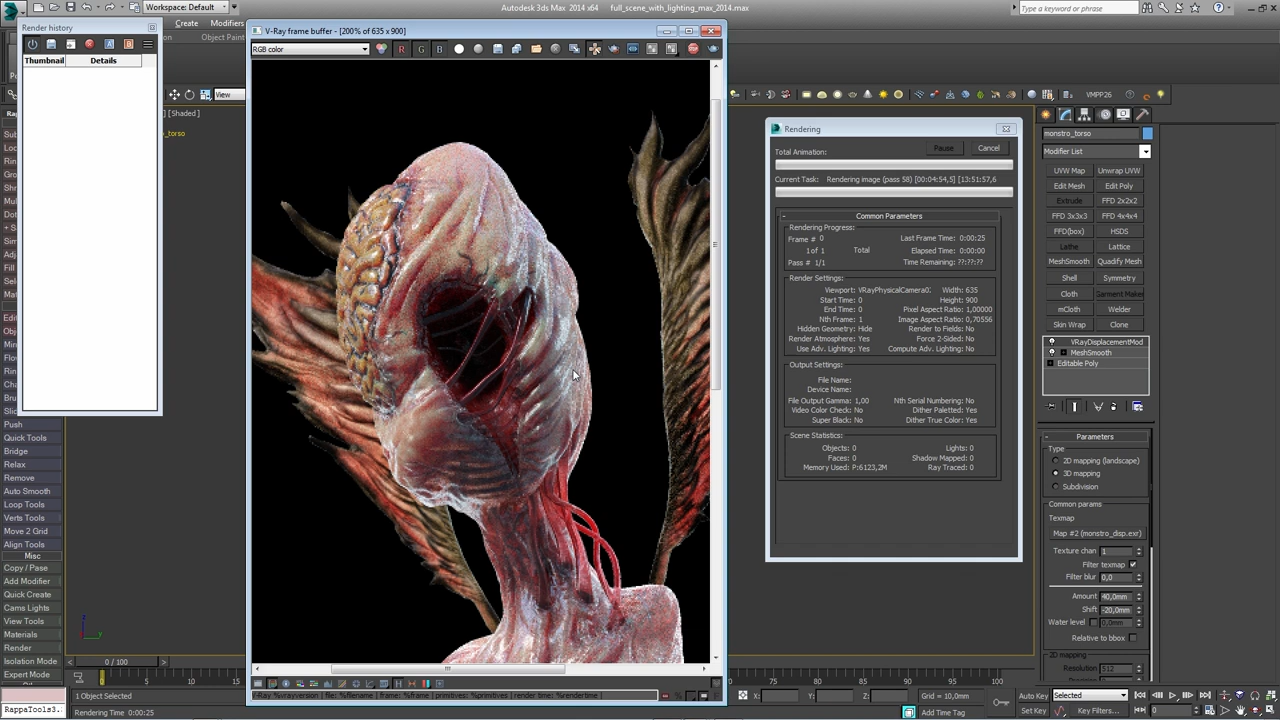 Workspace: Default
Autodesk 3ds Max 2014 x64
full_scene_with_lighting_max_2014.max
Type a keyword or phrase
Create
Modifiers
Render history
Thumbnail
Details
V-Ray frame buffer - [200% of 635 x 900]
RGB color
R
G
B
View
[Shaded]
Rendering
Pause
Cancel
Total Animation:
Current Task: Rendering image (pass 58) [00:04:54,5] [13:51:57,6
Common Parameters
Rendering Progress:
Frame # 0
Last Frame Time: 0:00:25
1 of 1
Total
Elapsed Time: 0:00:00
Pass # 1/1
Time Remaining: ??:??:??
Render Settings:
Viewport: VRayPhysicalCamera0
Width: 635
Start Time: 0
Height: 900
End Time: 0
Pixel Aspect Ratio: 1,00000
Nth Frame: 1
Image Aspect Ratio: 0,70556
Hidden Geometry: Hide
Render to Fields: No
Render Atmosphere: Yes
Force 2-Sided: No
Use Adv. Lighting: Yes
Compute Adv. Lighting: No
Output Settings:
File Name:
Device Name:
File Output Gamma: 1,00
Nth Serial Numbering: No
Video Color Check: No
Dither Paletted: Yes
Super Black: No
Dither True Color: Yes
Scene Statistics:
Objects: 0
Lights: 0
Faces: 0
Shadow Mapped: 0
Memory Used: P:6123,2M
Ray Traced: 0
VMPP26
monstro_torso
Modifier List
UVW Map
Unwrap UVW
Edit Mesh
Edit Poly
Extrude
FFD 2x2x2
FFD 3x3x3
FFD 4x4x4
FFD(box)
HSDS
Lathe
Lattice
MeshSmooth
Quadify Mesh
Shell
Symmetry
Cloth
Garment Maker
mCloth
Welder
Skin Wrap
Clone
VRayDisplacementMod
MeshSmooth
Editable Poly
Parameters
Type
2D mapping (landscape)
3D mapping
Subdivision
Common params
Texmap
Map #2 (monstro_disp.exr)
Texture chan 1
Filter texmap
Filter blur 0,0
Amount 40,0mm
Shift -20,0mm
Water level 0,0mm
Relative to bbox
2D mapping
Resolution 512
Push
Quick Tools
Bridge
Relax
Remove
Auto Smooth
Loop Tools
Verts Tools
Move 2 Grid
Align Tools
Misc
Copy / Paste
Add Modifier
Quick Create
Cams Lights
View Tools
Materials
Render
Isolation Mode
Expert Mode
0 / 100
V-Ray %vrayversion | file: %filename | frame: %frame | primitives: %primitives | render time: %rendertime |
1 Object Selected
RappaTools3.
Rendering Time 0:00:25
X:
Y:
Grid = 10,0mm
Add Time Tag
Auto Key
Selected
Set Key
Key Filters...
0